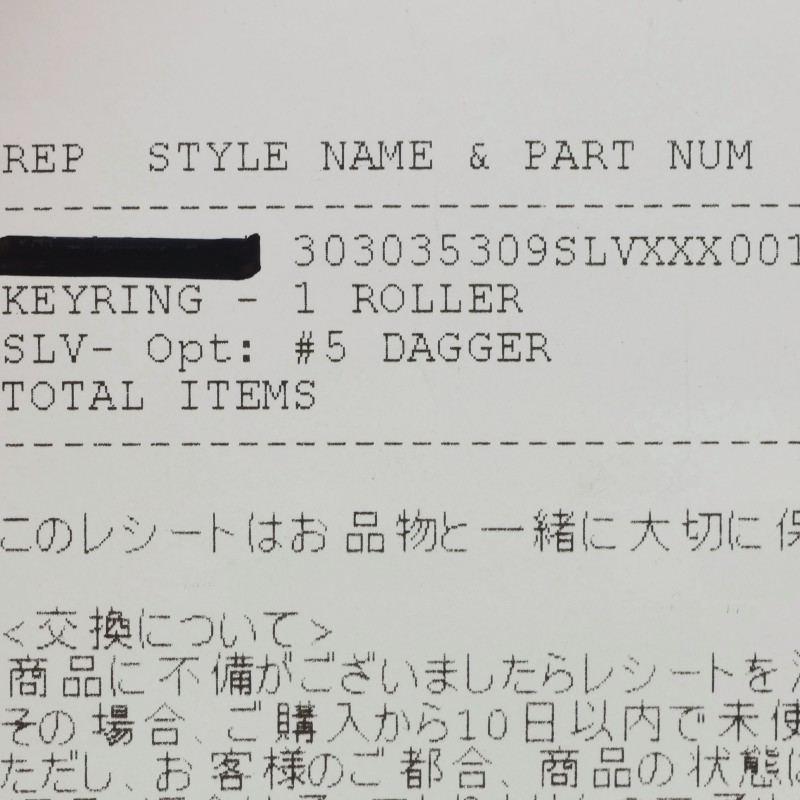 REP STYLE NAME & PART NUM
303035309SLVXXX001
KEYRING - 1 ROLLER
SLV- Opt: #5 DAGGER
TOTAL ITEMS
このレシートはお品物と一緒に大切に保
<交換について>
商品に不備がございましたらレシートを
その場合、ご購入から10日以内で未使
ただし、お客様のご都合、商品の状態に